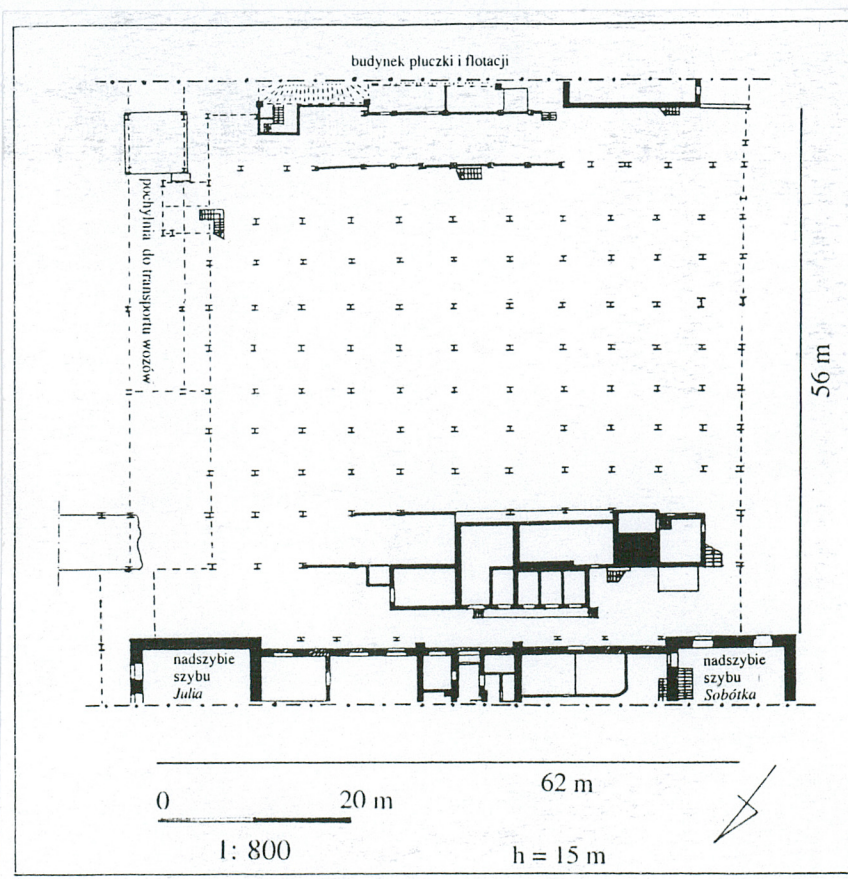 budynek płuczki i flotacji
pochylnia do transportu wozów
56 m
nadszybie
szybu
Julia
nadszybie
szybu
Sobótka
62 m
0 20 m
1: 800
h = 15 m